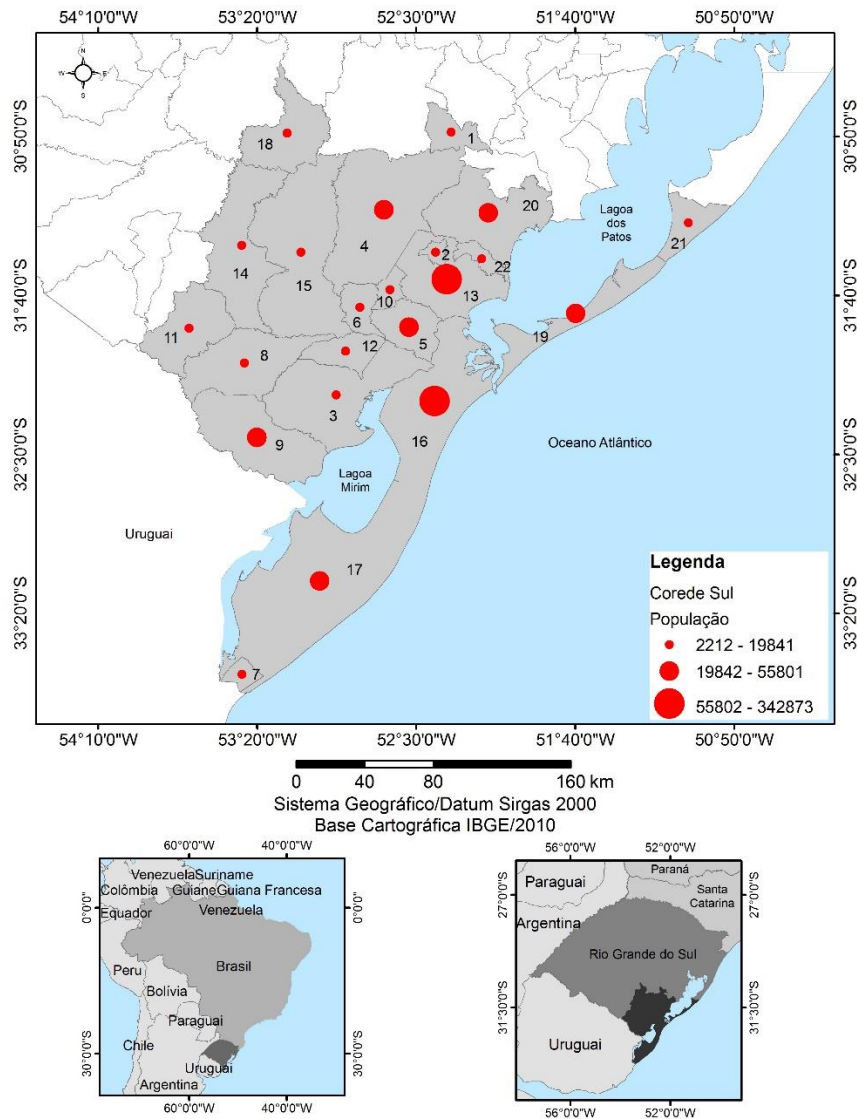 54°10'0"W 53°20'0"W 52°30'0"W 51°40'0"W 50°50'0"W
N
W E
S
30°50'0"S 30°50'0"S
18
1
20
Lagoa
dos
Patos
21
4
2
22
14
15
31°40'0"S 31°40'0"S
10
13
6
11
5
19
12
8
3
16
9
Oceano Atlântico
32°30'0"S 32°30'0"S
Lagoa
Mirim
Uruguai
17
33°20'0"S 33°20'0"S
7
Legenda
Corede Sul
População
2212 - 19841
19842 - 55801
55802 - 342873
54°10'0"W 53°20'0"W 52°30'0"W 51°40'0"W 50°50'0"W
0 40 80 160 km
Sistema Geográfico/Datum Sirgas 2000
Base Cartográfica IBGE/2010
60°0'0"W 40°0'0"W
Venezuela Suriname
Colômbia Guiane Guiana Francesa
Equador Venezuela
0°0'0" 0°0'0"
Peru
Brasil
Bolívia
Paraguai
Chile
Uruguai
Argentina
30°0'0"S 30°0'0"S
60°0'0"W 40°0'0"W
56°0'0"W 52°0'0"W
Paraguai
Paraná
Santa
Catarina
27°0'0"S 27°0'0"S
Argentina
Rio Grande do Sul
31°30'0"S 31°30'0"S
Uruguai
56°0'0"W 52°0'0"W